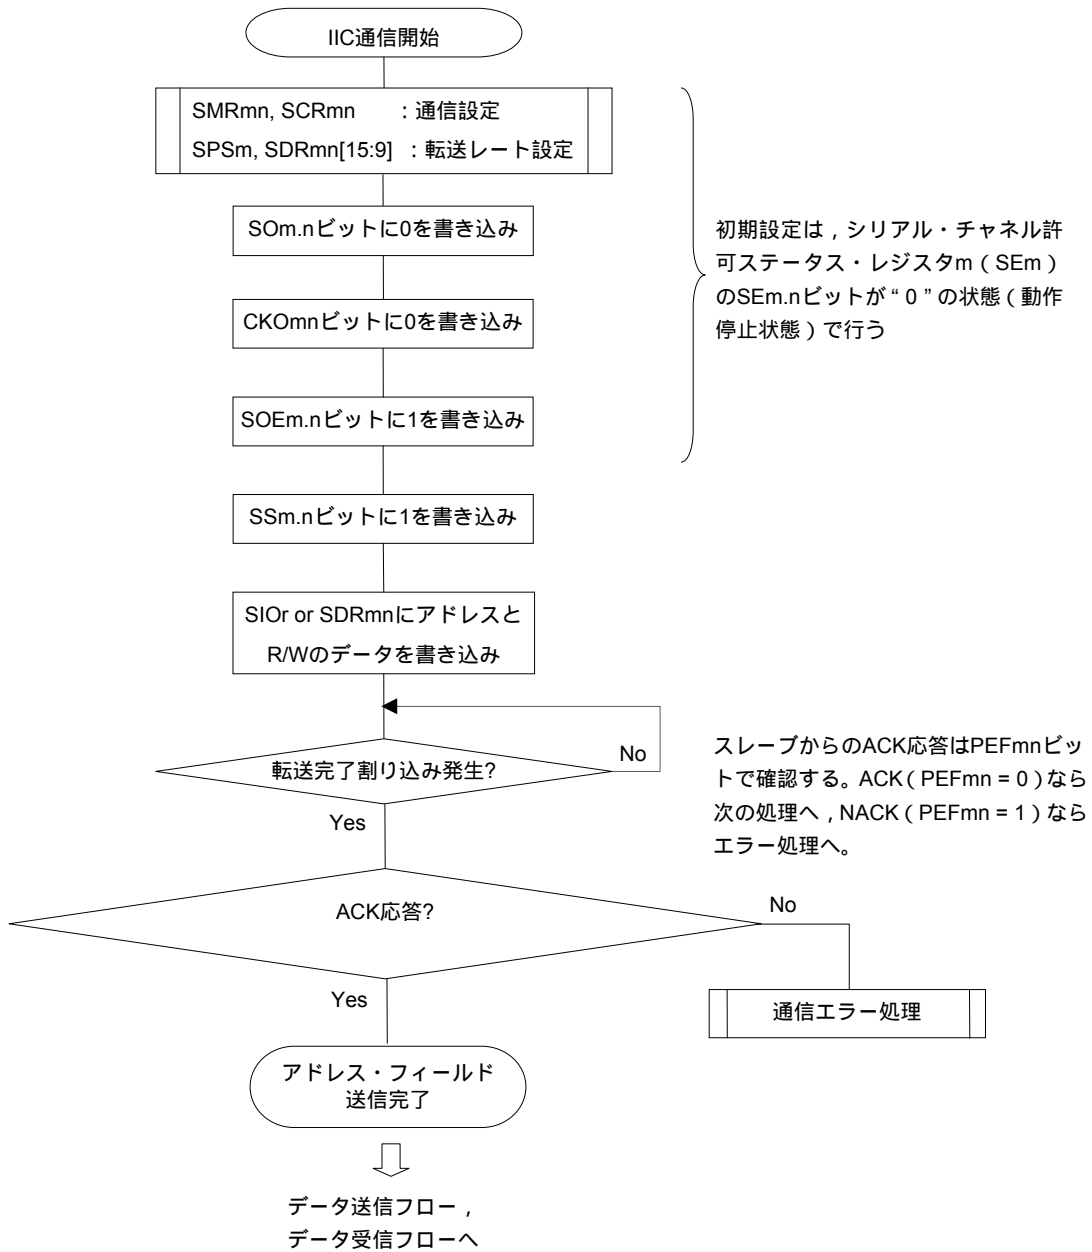 IIC通信開始
SMRmn, SCRmn ：通信設定
SPSm, SDRmn[15:9] ：転送レート設定
SOm.nビットに0を書き込み
CKOmnビットに0を書き込み
SOEm.nビットに1を書き込み
初期設定は，シリアル・チャネル許
可ステータス・レジスタm（SEm）
のSEm.nビットが“0”の状態（動作
停止状態）で行う
SSm.nビットに1を書き込み
SIOr or SDRmnにアドレスと
R/Wのデータを書き込み
転送完了割り込み発生?
No
Yes
スレーブからのACK応答はPEFmnビッ
トで確認する。ACK（PEFmn = 0）なら
次の処理へ，NACK（PEFmn = 1）なら
エラー処理へ。
ACK応答?
No
Yes
通信エラー処理
アドレス・フィールド
送信完了
データ送信フロー，
データ受信フローへ